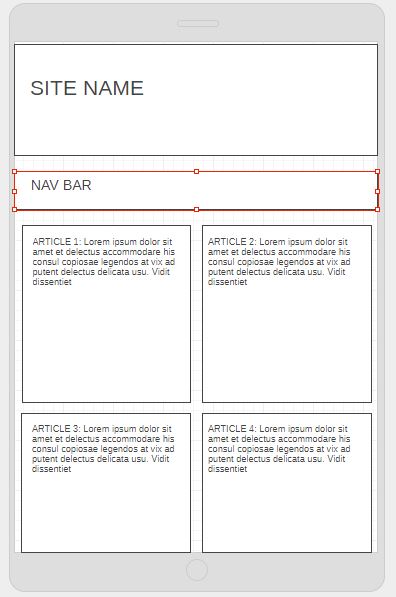 SITE NAME
NAV BAR
ARTICLE 1: Lorem ipsum dolor sit
amet et delectus accommodare his
consul copiosae legendos at vix ad
putent delectus delicata usu. Vidit
dissentiet
ARTICLE 2: Lorem ipsum dolor sit
amet et delectus accommodare his
consul copiosae legendos at vix ad
putent delectus delicata usu. Vidit
dissentiet
ARTICLE 3: Lorem ipsum dolor sit
amet et delectus accommodare his
consul copiosae legendos at vix ad
putent delectus delicata usu. Vidit
dissentiet
ARTICLE 4: Lorem ipsum dolor sit
amet et delectus accommodare his
consul copiosae legendos at vix ad
putent delectus delicata usu. Vidit
dissentiet